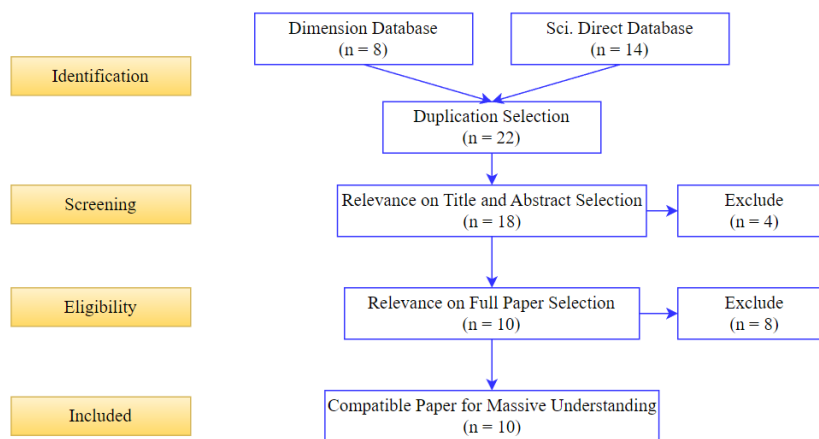 Dimension Database
(n = 8)
Sci. Direct Database
(n = 14)
Identification
Duplication Selection
(n = 22)
Screening
Relevance on Title and Abstract Selection
(n = 18)
Exclude
(n = 4)
Eligibility
Relevance on Full Paper Selection
(n = 10)
Exclude
(n = 8)
Included
Compatible Paper for Massive Understanding
(n = 10)